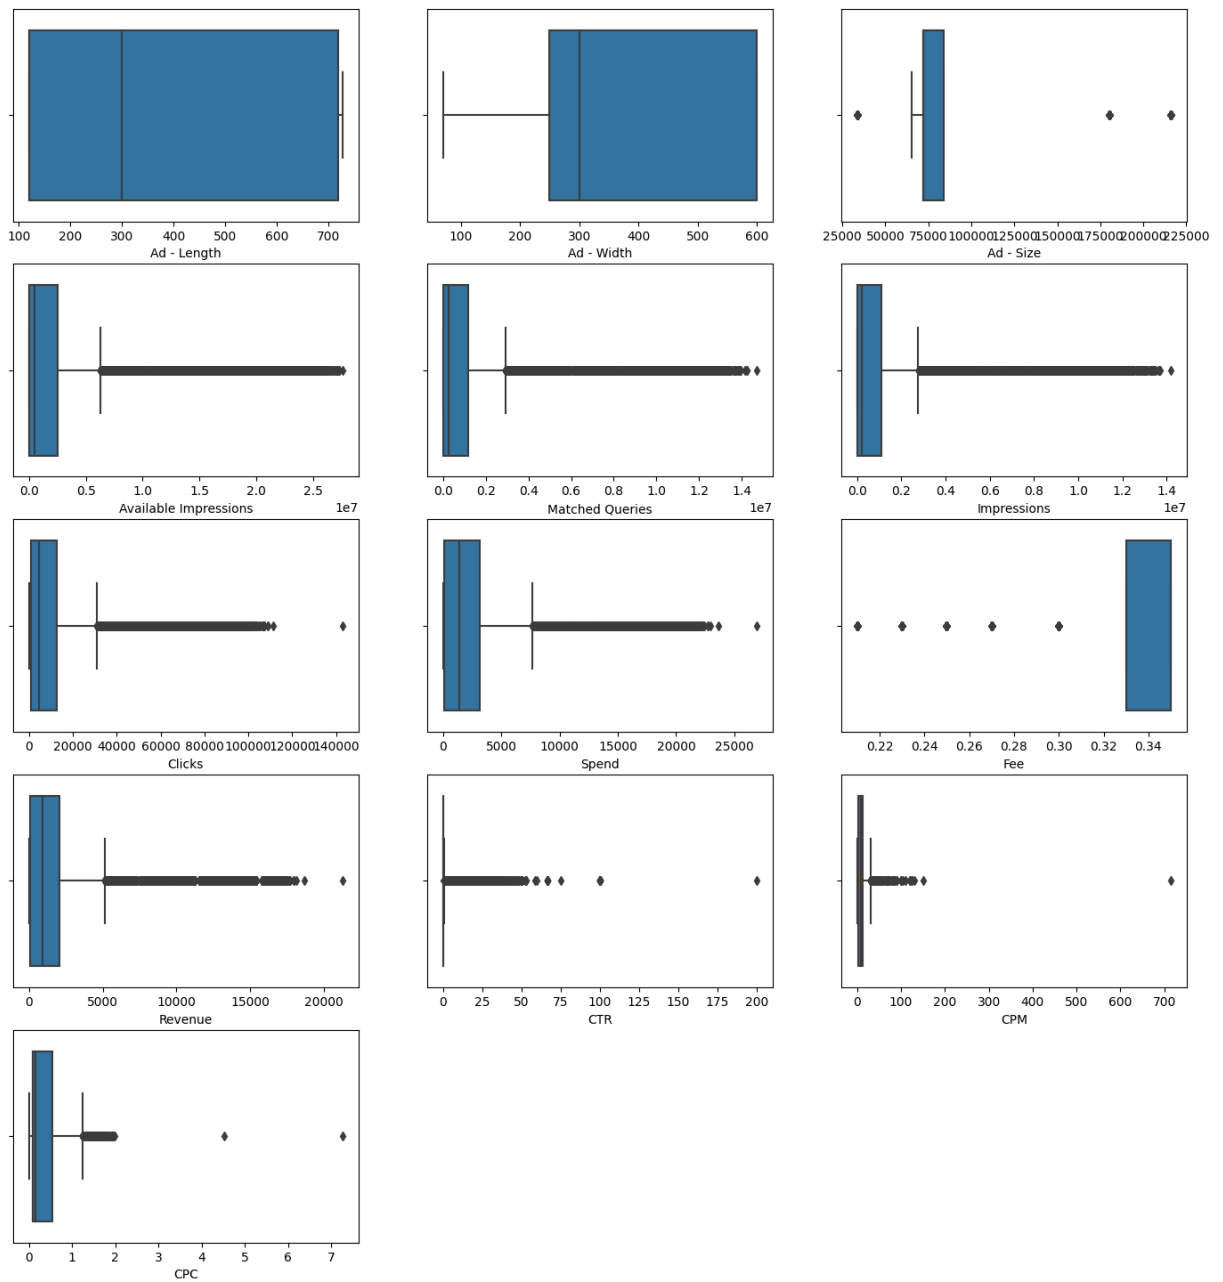 100 200 300 400 500 600 700
Ad - Length
100 200 300 400 500 600
Ad - Width
25000 50000 75000 100000 125000 150000 175000 200000 225000
Ad - Size
0.0 0.5 1.0 1.5 2.0 2.5
1e7
Available Impressions
0.0 0.2 0.4 0.6 0.8 1.0 1.2 1.4
1e7
Matched Queries
0.0 0.2 0.4 0.6 0.8 1.0 1.2 1.4
1e7
Impressions
0 20000 40000 60000 80000 100000 120000 140000
Clicks
0 5000 10000 15000 20000 25000
Spend
0.22 0.24 0.26 0.28 0.30 0.32 0.34
Fee
0 5000 10000 15000 20000
Revenue
0 25 50 75 100 125 150 175 200
CTR
0 100 200 300 400 500 600 700
CPM
0 1 2 3 4 5 6 7
CPC